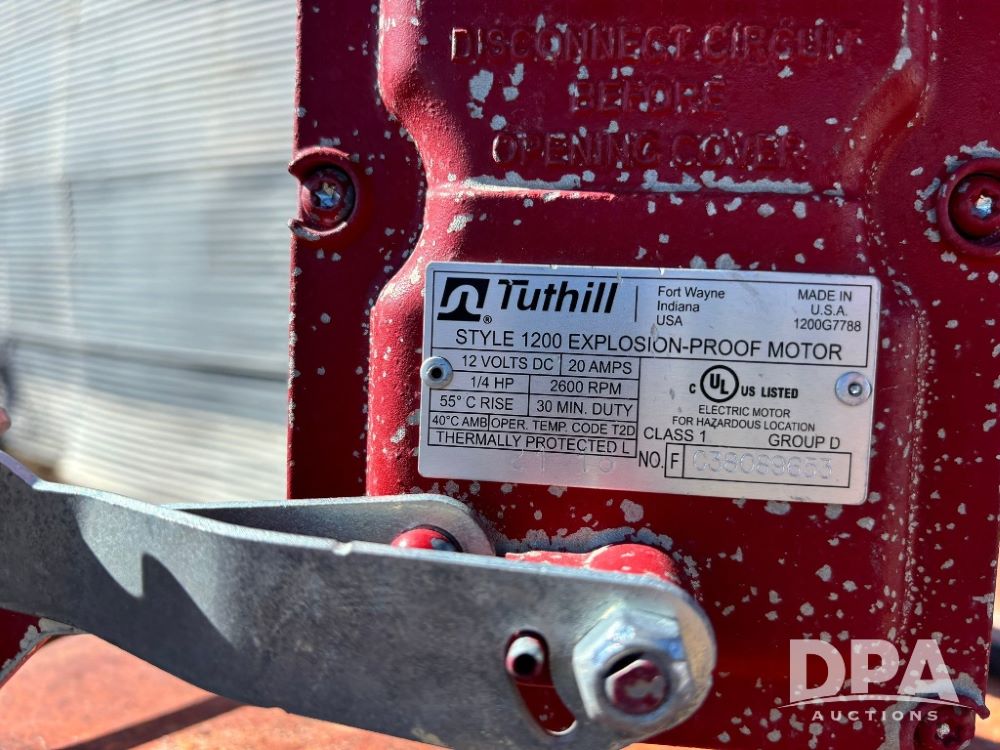 DISCONNECT CIRCUIT
BEFORE
OPENING COVER
Tuthill
®
Fort Wayne
Indiana
USA
MADE IN
U.S.A.
1200G7788
STYLE 1200 EXPLOSION-PROOF MOTOR
12 VOLTS DC 20 AMPS
1/4 HP 2600 RPM
55° C RISE 30 MIN. DUTY
40°C AMB OPER. TEMP. CODE T2D
THERMALLY PROTECTED L
C UL US LISTED
ELECTRIC MOTOR
FOR HAZARDOUS LOCATION
CLASS 1 GROUP D
NO. F C38089653
DPA
AUCTIONS